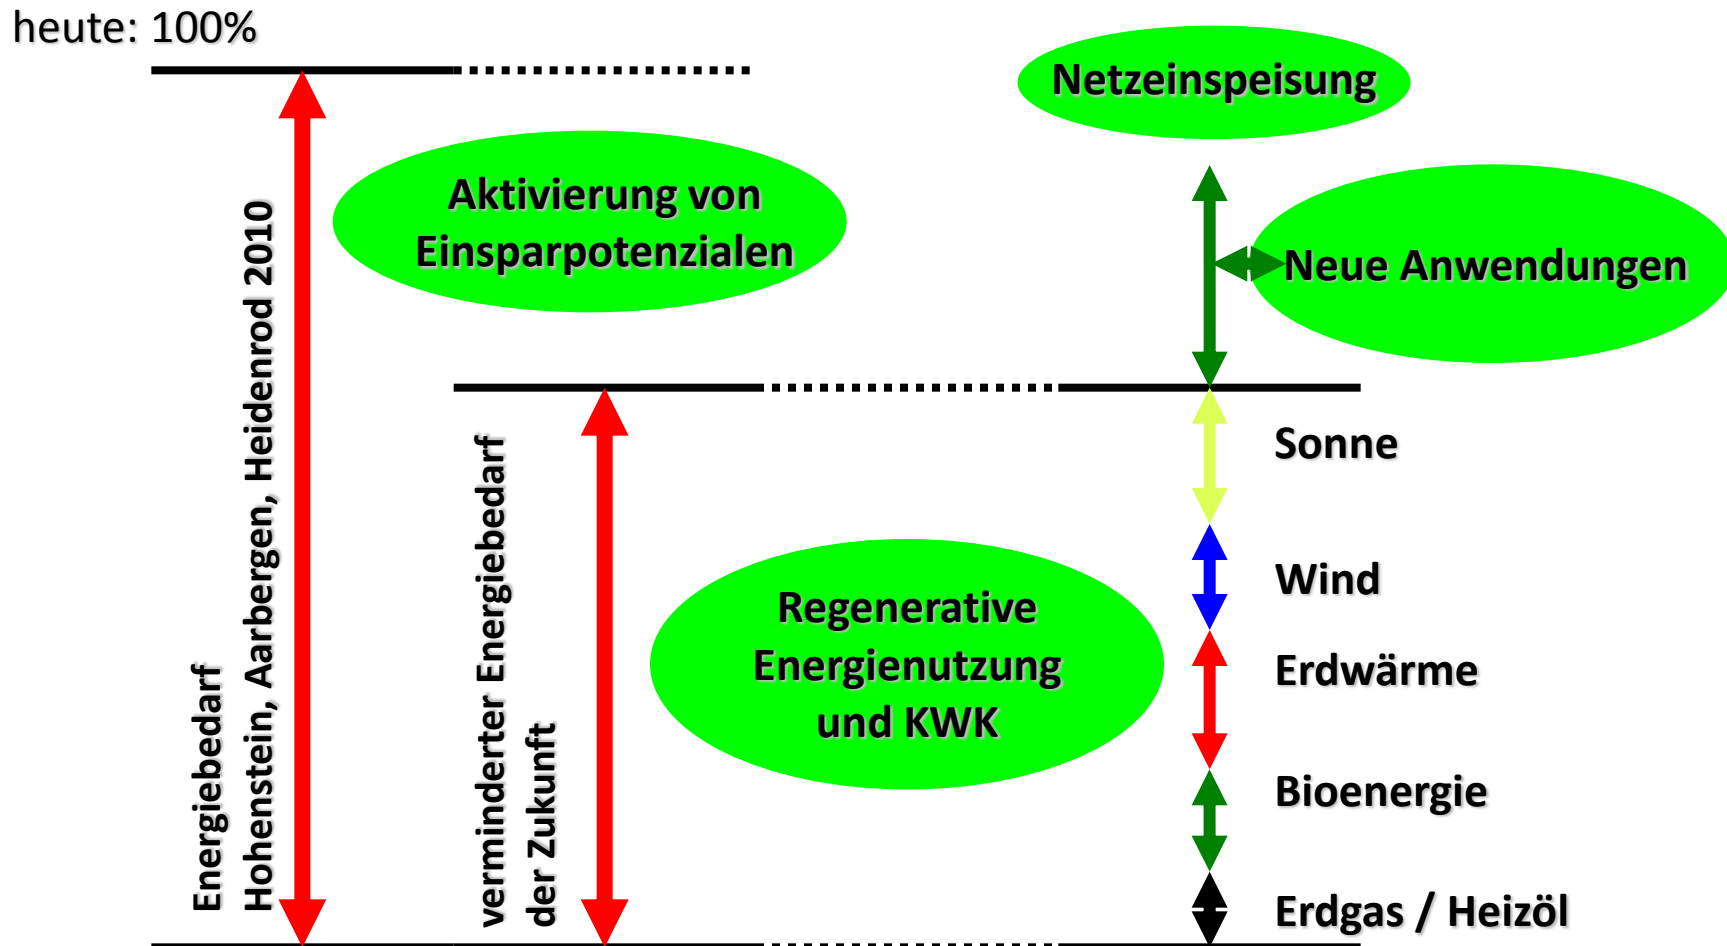 heute: 100%
Netzeinspeisung
Aktivierung von
Einsparpotenzialen
Neue Anwendungen
Energiebedarf
Hohenstein, Aarbergen, Heidenrod 2010
verminderter Energiebedarf
der Zukunft
Regenerative
Energienutzung
und KWK
Sonne
Wind
Erdwärme
Bioenergie
Erdgas / Heizöl